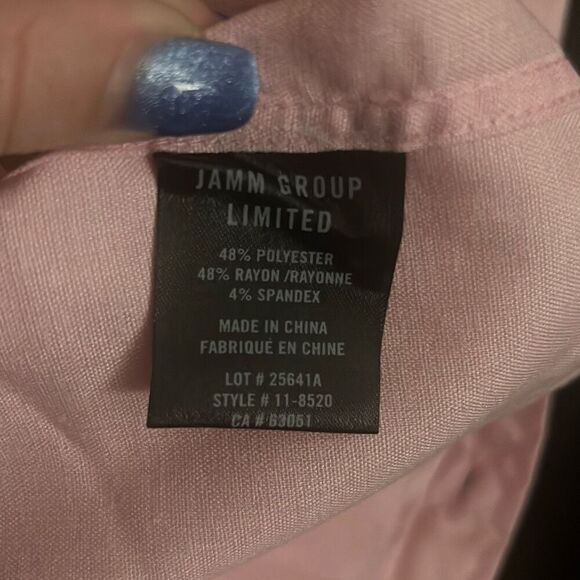 JAMM GROUP
LIMITED
48% POLYESTER
48% RAYON /RAYONNE
4% SPANDEX
MADE IN CHINA
FABRIQUÉ EN CHINE
LOT # 25641A
STYLE # 11-8520
CA # 63051